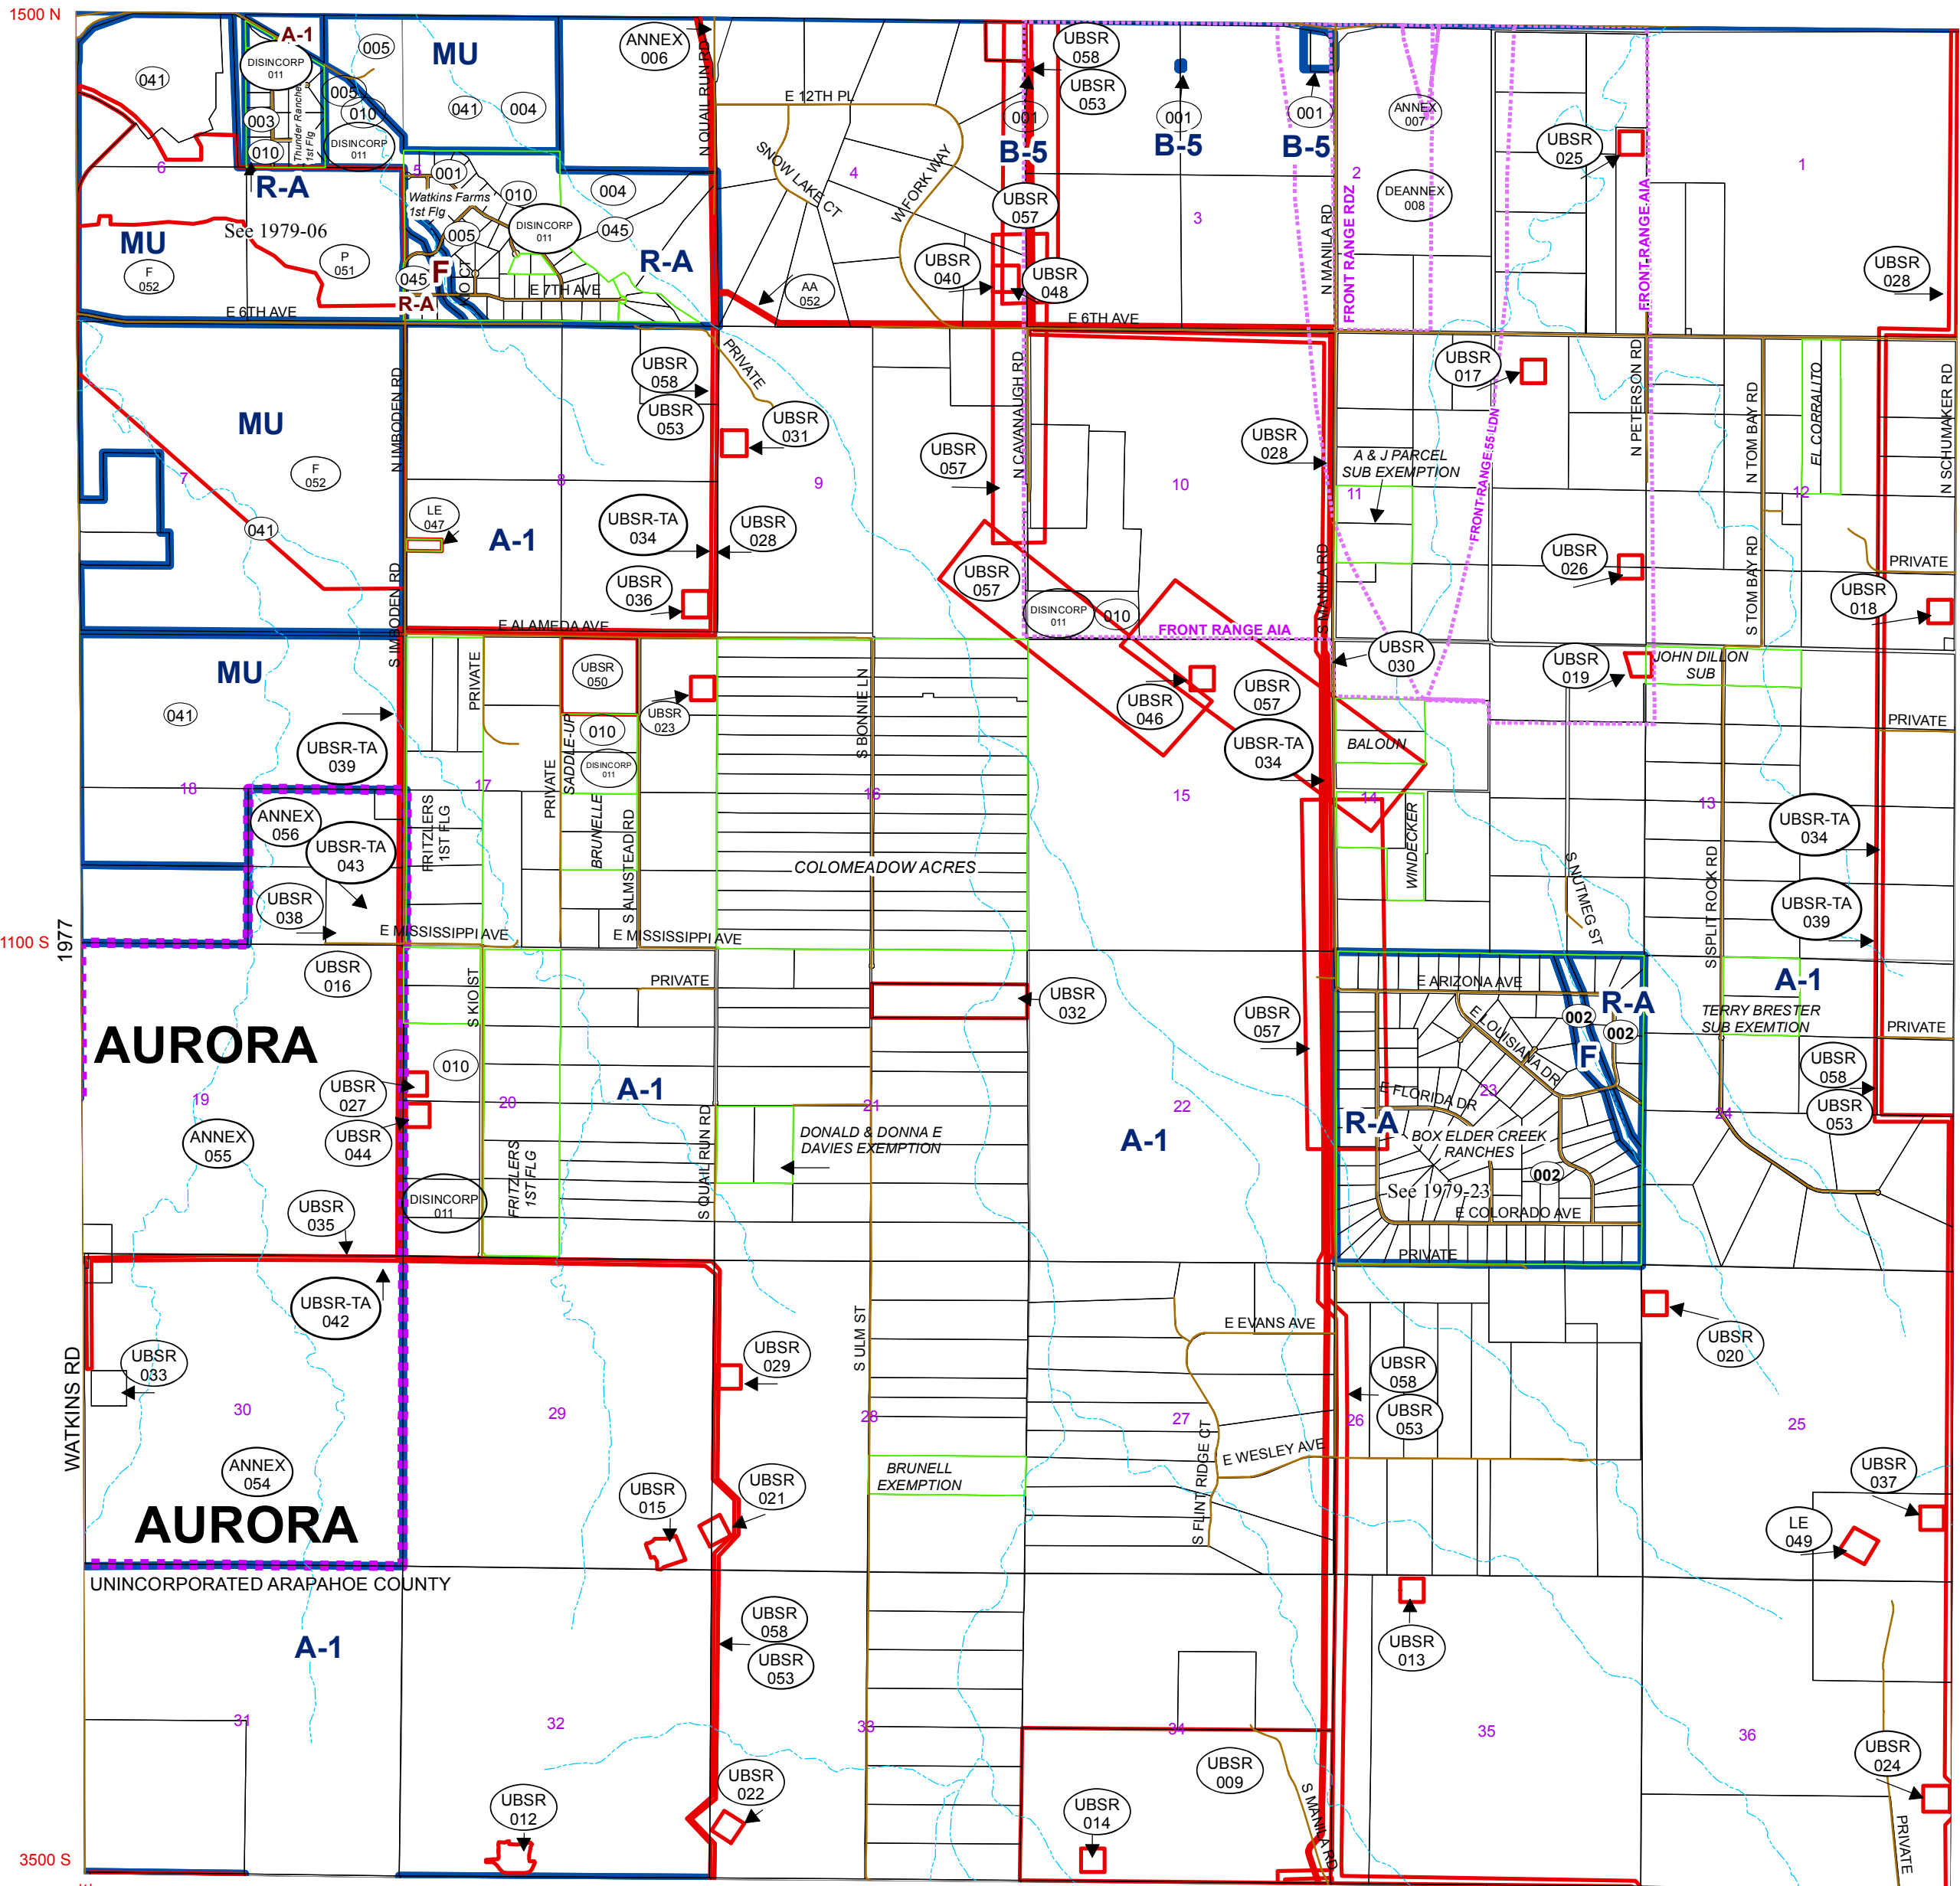 1500 N
A-1
005
MU
ANNEX
006
UBSR
058
UBSR
053
041
DISINCORP
011
005
003
010
Thunder Ranches
1st Flg
010
DISINCORP
011
041
004
N QUAIL RUN RD
E 12TH PL
001
001
001
ANNEX
007
B-5
B-5
B-5
UBSR
025
6
5
4
3
2
1
R-A
001
010
004
Watkins Farms
1st Flg
SNOW LAKE CT
W FORK WAY
UBSR
057
DEANNEX
008
N MANILA RD
FRONT RANGE RDZ
FRONT RANGE AIA
MU
See 1979-06
005
DISINCORP
011
045
F
052
P
051
045
F
R-A
R-A
E 7TH AVE
E 6TH AVE
AA
052
UBSR
040
UBSR
048
E 6TH AVE
UBSR
028
N IMBODEN RD
UBSR
058
UBSR
053
PRIVATE
UBSR
031
N CAVANAUGH RD
UBSR
017
N PETERSON RD
N TOM BAY RD
EL CORRALITO
N SCHUMAKER RD
MU
F
052
UBSR
057
UBSR
028
A & J PARCEL
SUB EXEMPTION
FRONT RANGE 55 LDN
7
8
9
10
11
12
041
LE
047
A-1
UBSR-TA
034
UBSR
028
UBSR
026
PRIVATE
UBSR
036
UBSR
057
DISINCORP
011
010
S MANILA RD
S TOM BAY RD
UBSR
018
S IMBODEN RD
E ALAMEDA AVE
FRONT RANGE AIA
UBSR
030
UBSR
019
JOHN DILLON
SUB
MU
PRIVATE
UBSR
050
UBSR
023
S BONNIE LN
UBSR
046
UBSR
057
041
010
SADDLE-UP
PRIVATE
UBSR-TA
039
DISINCORP
011
UBSR-TA
034
BALOUN
18
17
16
15
14
13
PRIVATE
ANNEX
056
UBSR-TA
043
FRITZLERS
1ST FLG
BRUNELLE
S ALMSTEAD RD
COLOMEADOW ACRES
WINDECKER
S NUTMEG ST
S SPLIT ROCK RD
UBSR-TA
034
UBSR
038
UBSR-TA
039
E MISSISSIPPI AVE
E MISSISSIPPI AVE
1977
1100 S
UBSR
016
S KIO ST
PRIVATE
UBSR
032
UBSR
057
E ARIZONA AVE
R-A
002
002
E LOUISIANA DR
F
A-1
TERRY BRESTER
SUB EXEMTION
PRIVATE
AURORA
010
UBSR
027
A-1
E FLORIDA DR
UBSR
058
UBSR
053
19
20
21
22
23
24
ANNEX
055
UBSR
044
S QUAIL RUN RD
DONALD & DONNA E
DAVIES EXEMPTION
A-1
R-A
BOX ELDER CREEK
RANCHES
002
See 1979-23
DISINCORP
011
FRITZLERS
1ST FLG
UBSR
035
E COLORADO AVE
PRIVATE
UBSR-TA
042
S ULM ST
E EVANS AVE
UBSR
020
WATKINS RD
UBSR
033
UBSR
029
UBSR
058
UBSR
053
30
29
28
27
26
25
S FLINT RIDGE CT
E WESLEY AVE
ANNEX
054
UBSR
015
UBSR
021
BRUNELL
EXEMPTION
UBSR
037
LE
049
AURORA
UNINCORPORATED ARAPAHOE COUNTY
A-1
UBSR
058
UBSR
053
UBSR
013
31
32
33
34
35
36
UBSR
012
UBSR
022
UBSR
009
UBSR
014
S MANILA RD
UBSR
024
PRIVATE
3500 S